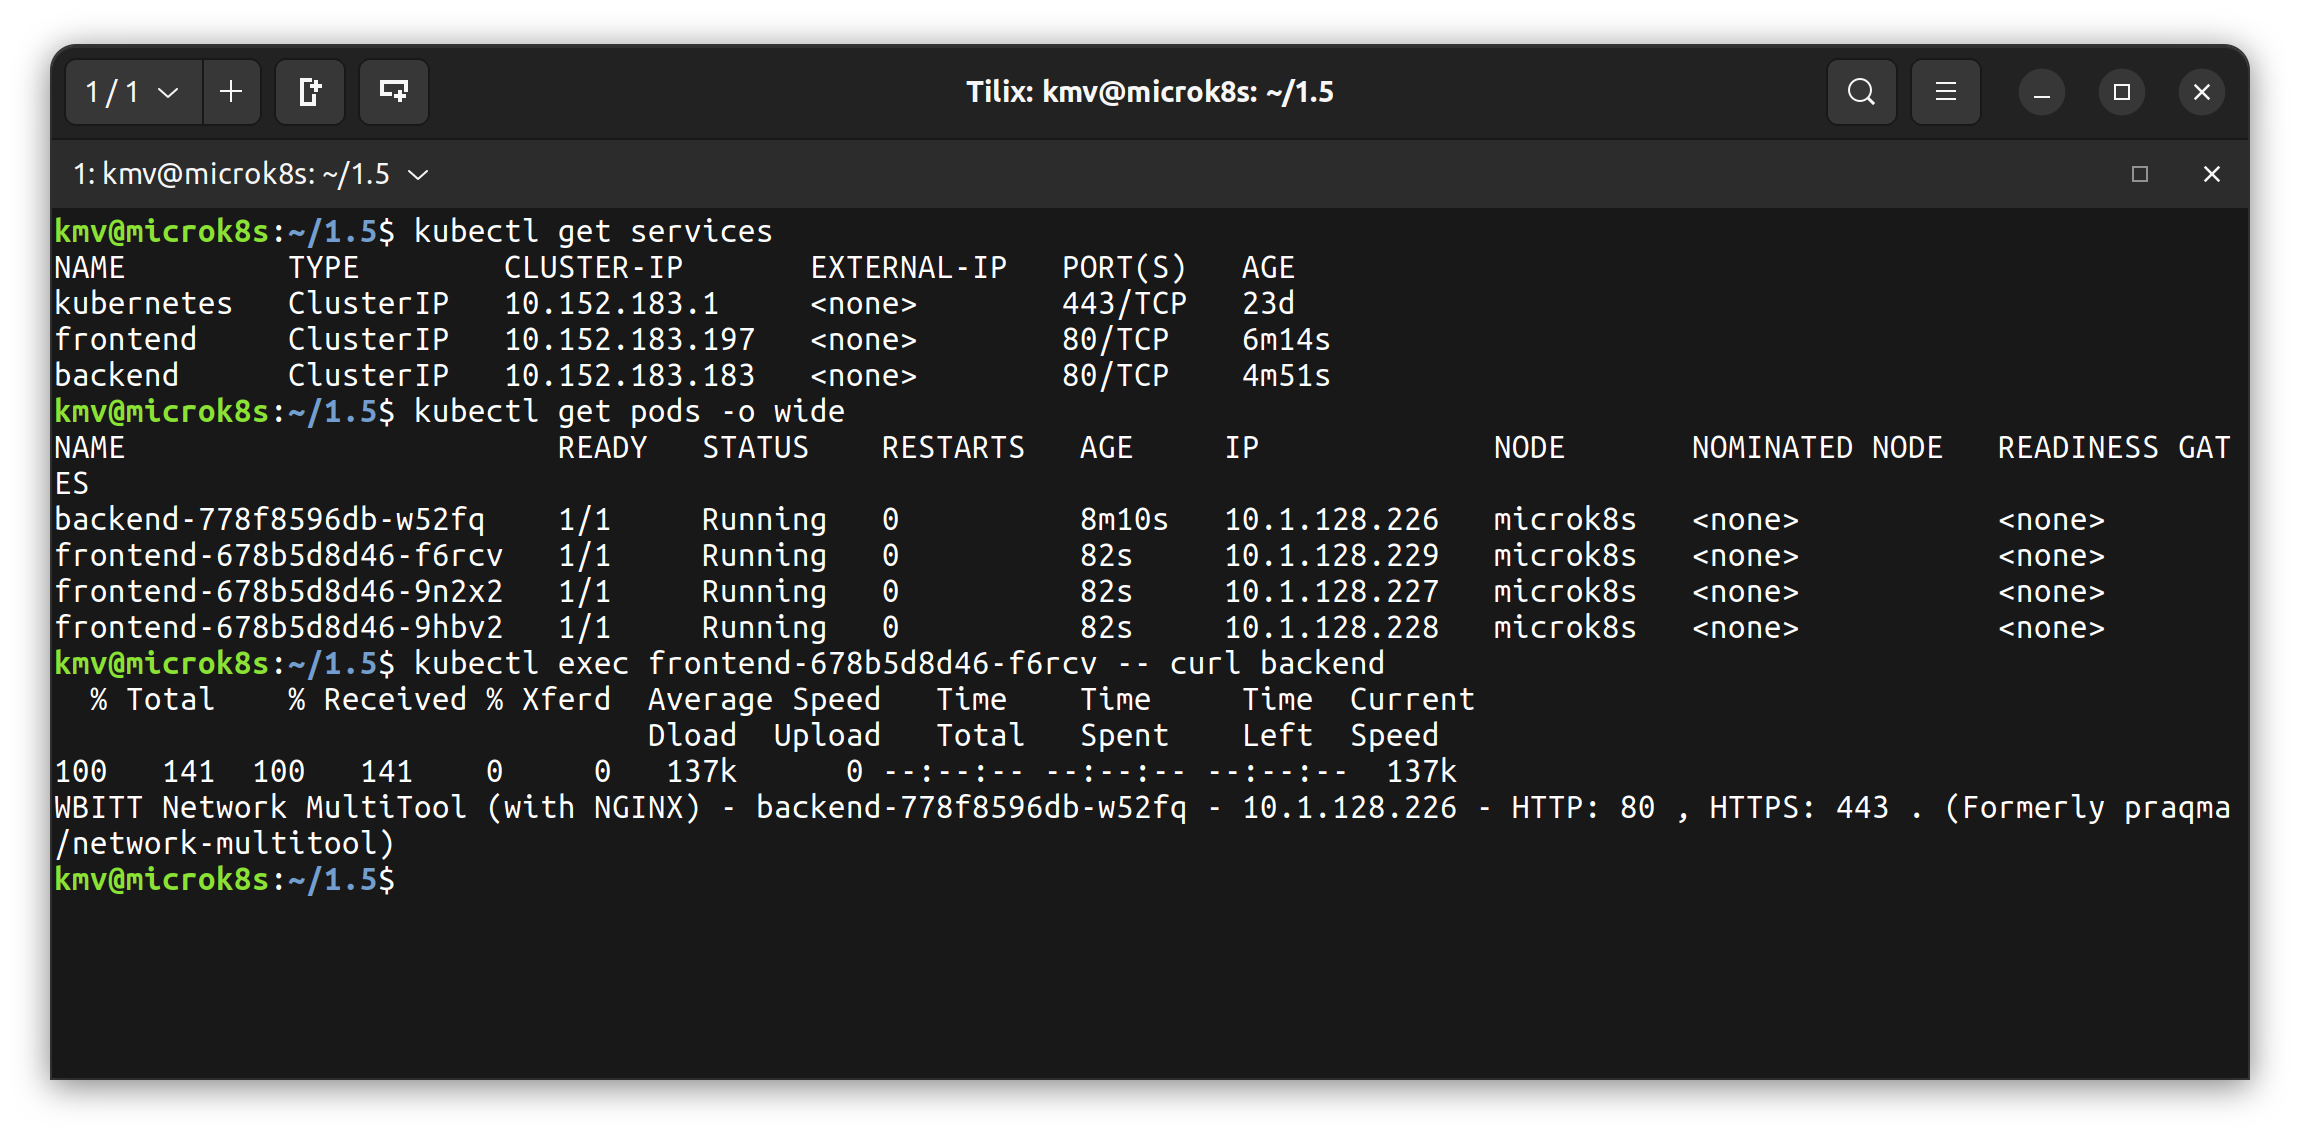 1 / 1
Tilix: kmv@microk8s: ~/1.5
1: kmv@microk8s: ~/1.5
kmv@microk8s:~/1.5$ kubectl get services
NAME         TYPE        CLUSTER-IP       EXTERNAL-IP   PORT(S)   AGE
kubernetes   ClusterIP   10.152.183.1     <none>        443/TCP   23d
frontend     ClusterIP   10.152.183.197   <none>        80/TCP    6m14s
backend      ClusterIP   10.152.183.183   <none>        80/TCP    4m51s
kmv@microk8s:~/1.5$ kubectl get pods -o wide
NAME                        READY   STATUS    RESTARTS   AGE     IP             NODE       NOMINATED NODE   READINESS GAT
ES
backend-778f8596db-w52fq    1/1     Running   0          8m10s   10.1.128.226   microk8s   <none>           <none>
frontend-678b5d8d46-f6rcv   1/1     Running   0          82s     10.1.128.229   microk8s   <none>           <none>
frontend-678b5d8d46-9n2x2   1/1     Running   0          82s     10.1.128.227   microk8s   <none>           <none>
frontend-678b5d8d46-9hbv2   1/1     Running   0          82s     10.1.128.228   microk8s   <none>           <none>
kmv@microk8s:~/1.5$ kubectl exec frontend-678b5d8d46-f6rcv -- curl backend
  % Total    % Received % Xferd  Average Speed   Time    Time     Time  Current
                                 Dload  Upload   Total   Spent    Left  Speed
100   141  100   141    0     0   137k      0 --:--:-- --:--:-- --:--:--  137k
WBITT Network MultiTool (with NGINX) - backend-778f8596db-w52fq - 10.1.128.226 - HTTP: 80 , HTTPS: 443 . (Formerly praqma
/network-multitool)
kmv@microk8s:~/1.5$